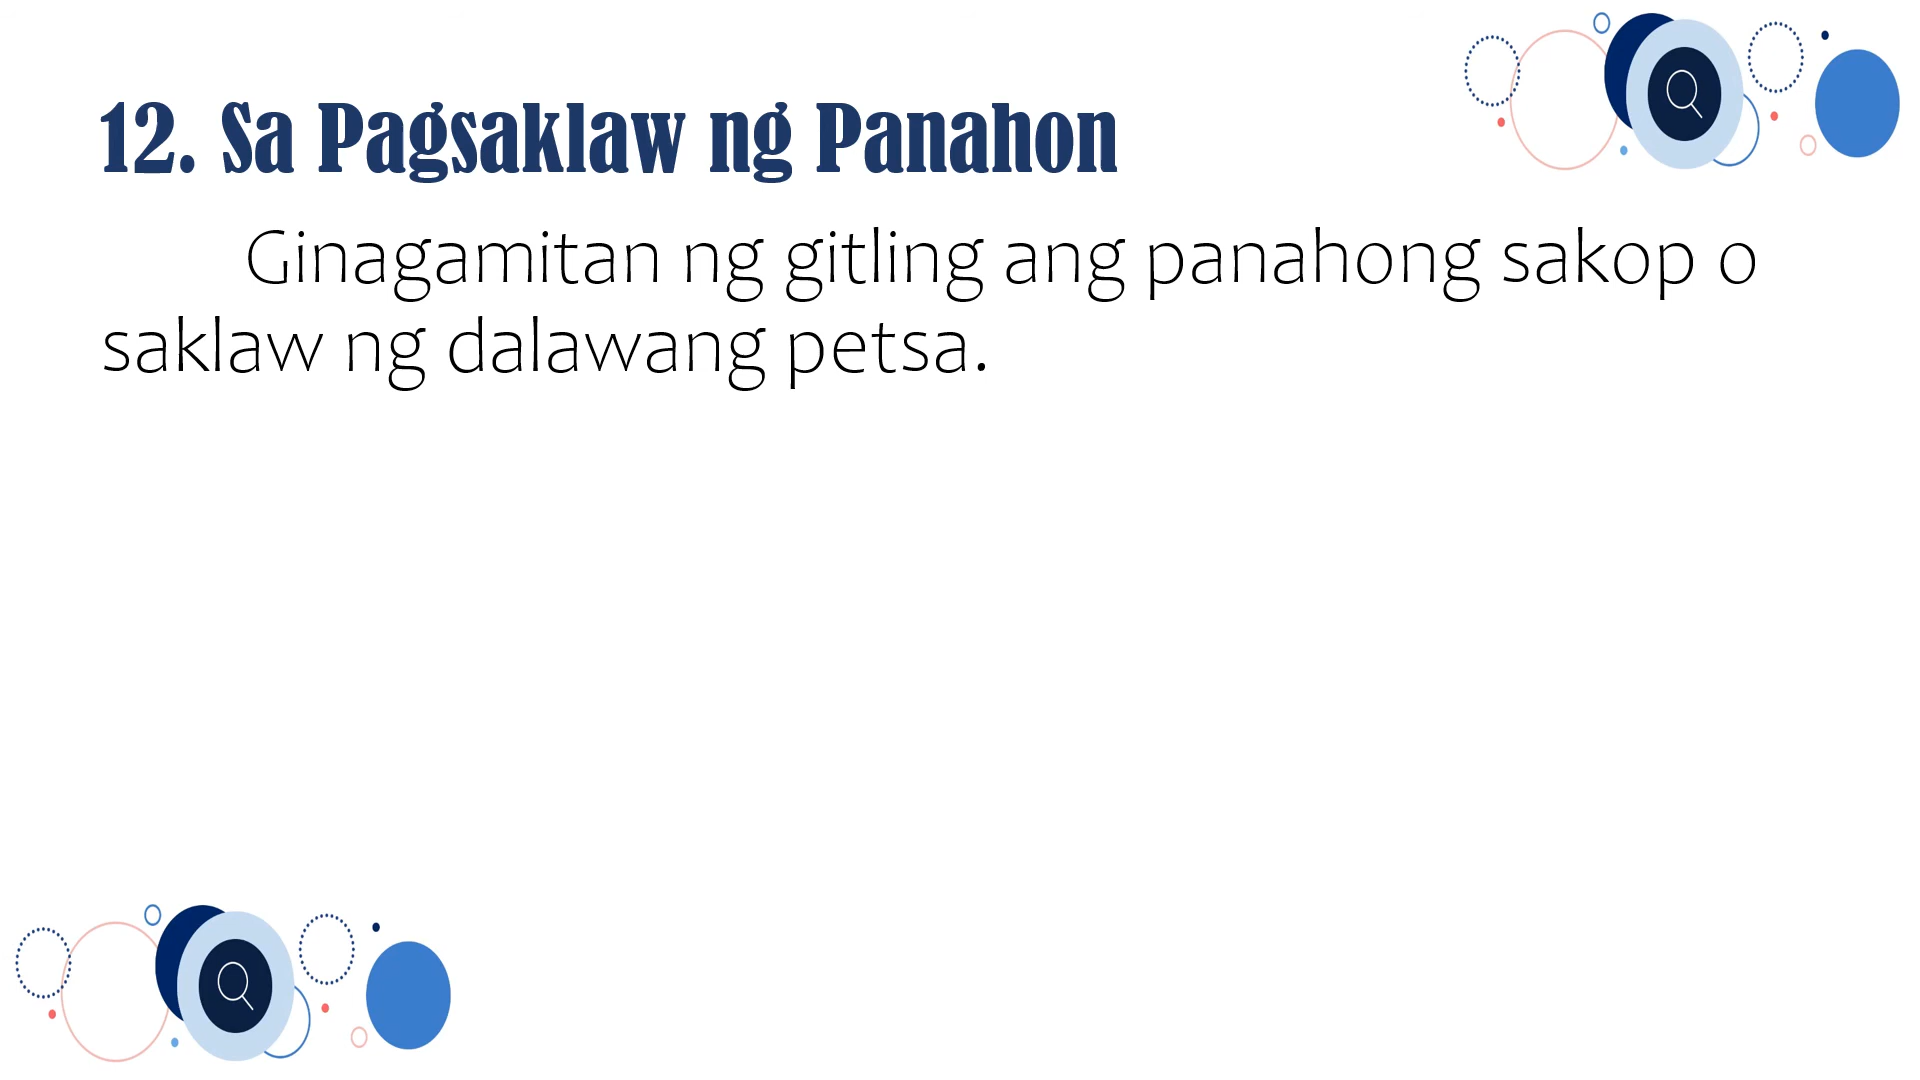 12. Sa Pagsaklaw ng Panahon
Ginagamitan ng gitling ang panahong sakop o
saklaw ng dalawang petsa.